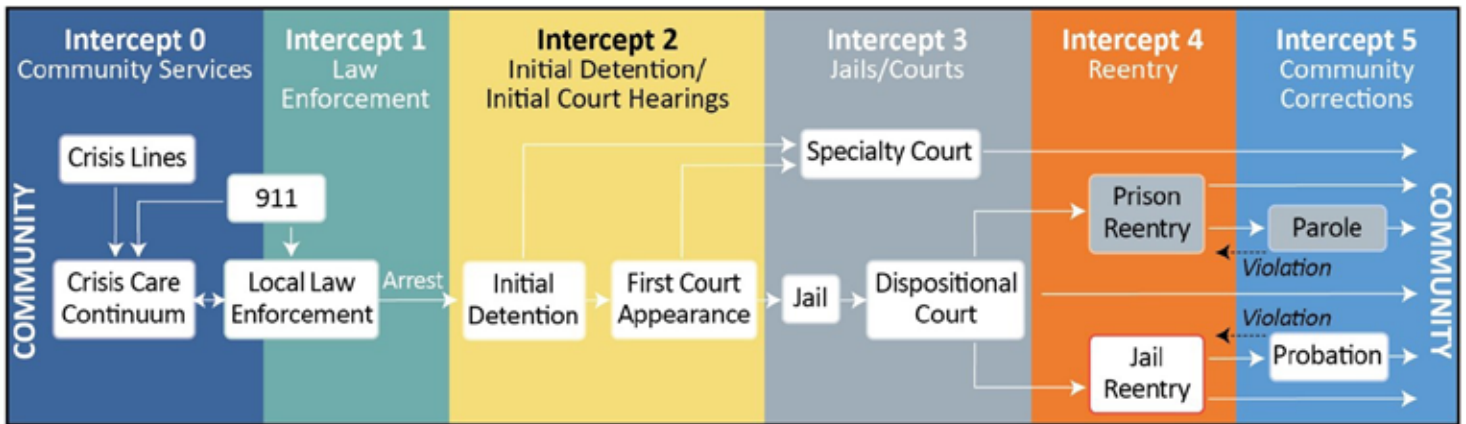 Intercept 0
Community Services
Intercept 1
Law
Enforcement
Intercept 2
Initial Detention/
Initial Court Hearings
Intercept 3
Jails/Courts
Intercept 4
Reentry
Intercept 5
Community
Corrections
COMMUNITY
Crisis Lines
911
Crisis Care
Continuum
Local Law
Enforcement
Arrest
Initial
Detention
First Court
Appearance
Specialty Court
Jail
Dispositional
Court
Prison
Reentry
Parole
Violation
Violation
Jail
Reentry
Probation
COMMUNITY